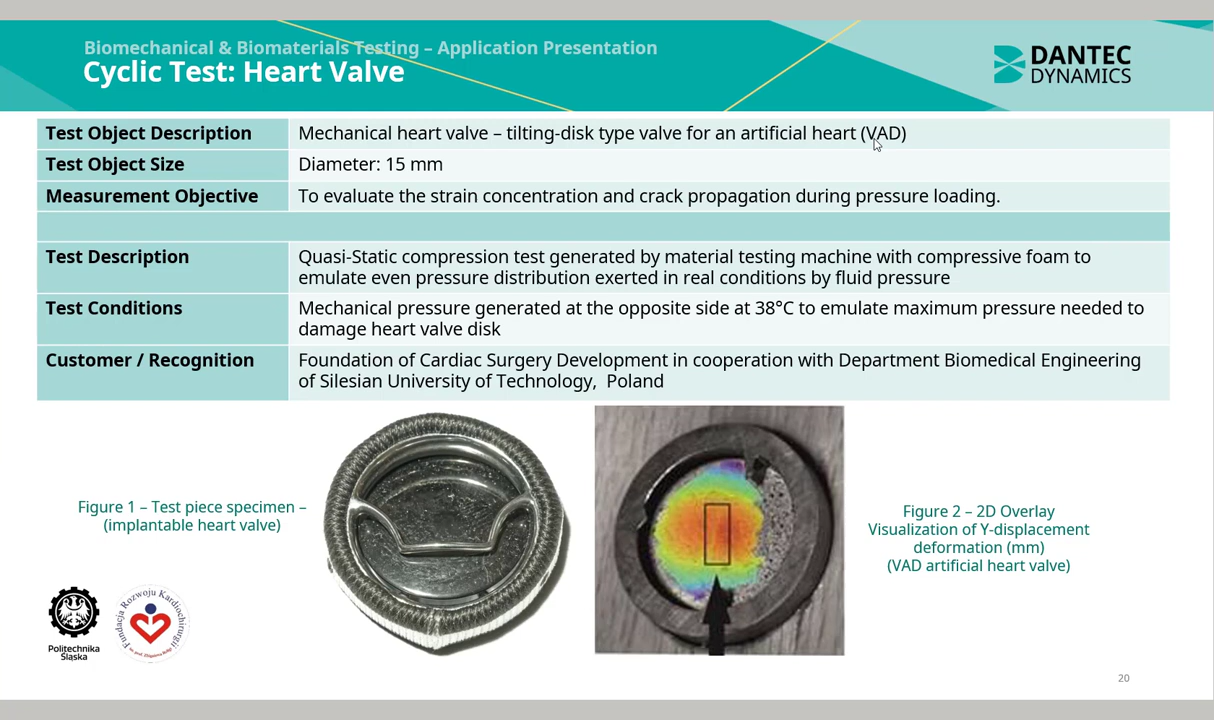 Biomechanical & Biomaterials Testing – Application Presentation
Cyclic Test: Heart Valve
DANTEC
DYNAMICS
Test Object Description
Mechanical heart valve – tilting-disk type valve for an artificial heart (VAD)
Test Object Size
Diameter: 15 mm
Measurement Objective
To evaluate the strain concentration and crack propagation during pressure loading.
Test Description
Quasi-Static compression test generated by material testing machine with compressive foam to
emulate even pressure distribution exerted in real conditions by fluid pressure
Test Conditions
Mechanical pressure generated at the opposite side at 38°C to emulate maximum pressure needed to
damage heart valve disk
Customer / Recognition
Foundation of Cardiac Surgery Development in cooperation with Department Biomedical Engineering
of Silesian University of Technology,  Poland
Figure 1 – Test piece specimen –
(implantable heart valve)
Figure 2 – 2D Overlay
Visualization of Y-displacement
deformation (mm)
(VAD artificial heart valve)
Politechnika
Śląska
Fundacja Rozwoju Kardiochirurgii
20